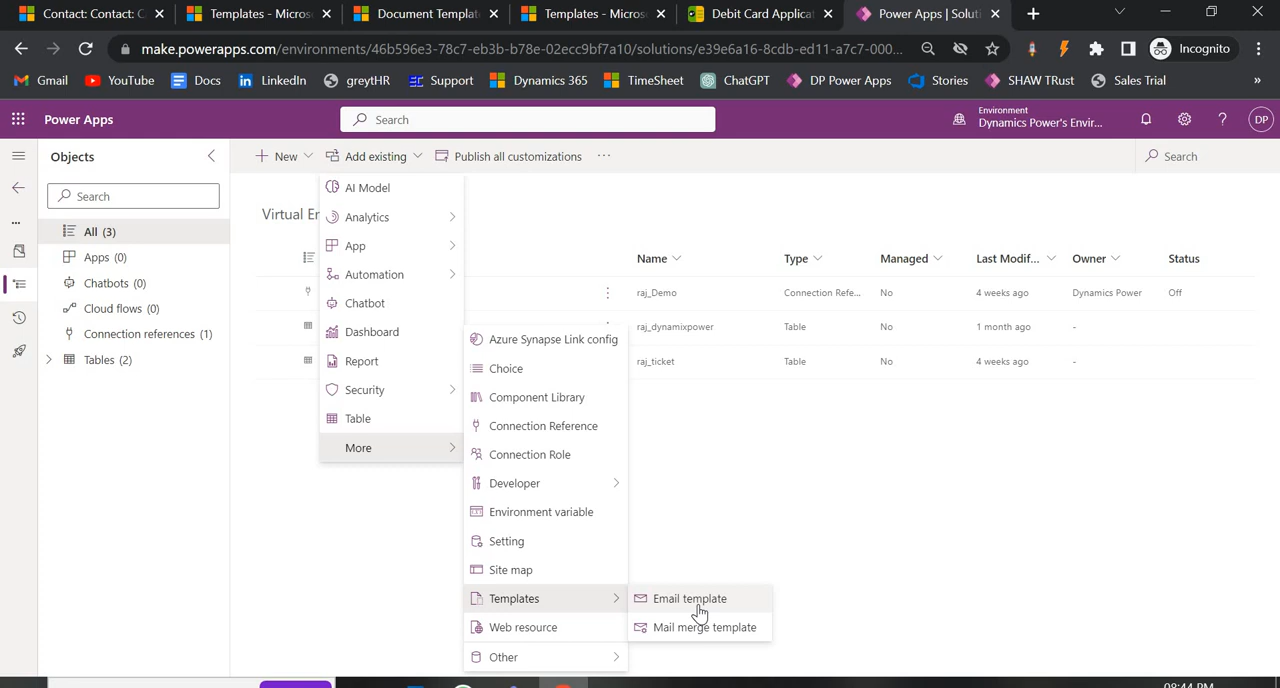 Contact: Contact: C
Templates - Micros
Document Templat
Templates - Micros
Debit Card Applica
Power Apps | Solut
make.powerapps.com/environments/46b596e3-78c7-eb3b-b78e-02ecc9bf7a10/solutions/e39e6a16-8cdb-ed11-a7c7-000...
Incognito
Gmail YouTube Docs LinkedIn greytHR Support Dynamics 365 TimeSheet ChatGPT DP Power Apps Stories SHAW TRust Sales Trial »
Power Apps
Search
Environment
Dynamics Power's Envir...
? DP
Objects
New Add existing Publish all customizations ...
Search
Search
All (3)
Apps (0)
Chatbots (0)
Cloud flows (0)
Connection references (1)
Tables (2)
Virtual Er
AI Model
Analytics
App
Automation
Chatbot
Dashboard
Report
Security
Table
More
Azure Synapse Link config
Choice
Component Library
Connection Reference
Connection Role
Developer
Environment variable
Setting
Site map
Templates
Web resource
Other
Email template
Mail merge template
Name Type Managed Last Modif... Owner Status
raj_Demo Connection Refe... No 4 weeks ago Dynamics Power Off
raj_dynamixpower Table No 1 month ago -
raj_ticket Table No 4 weeks ago -
08:44 PM